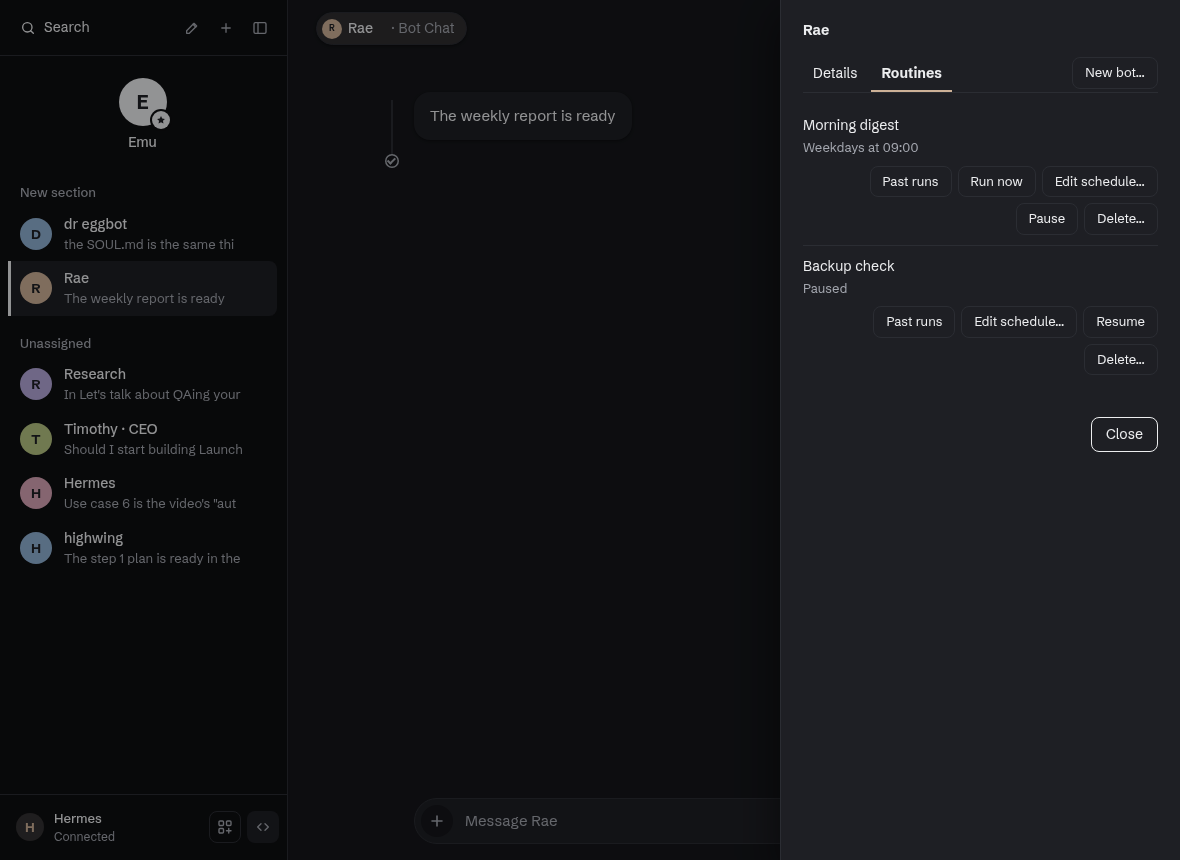 Search
E
Emu
New section
D
dr eggbot
the SOUL.md is the same thi
R
Rae
The weekly report is ready
Unassigned
R
Research
In Let's talk about QAing your
T
Timothy · CEO
Should I start building Launch
H
Hermes
Use case 6 is the video's "aut
H
highwing
The step 1 plan is ready in the
H
Hermes
Connected
R Rae · Bot Chat
The weekly report is ready
Message Rae
Rae
Details Routines New bot…
Morning digest
Weekdays at 09:00
Past runs Run now Edit schedule…
Pause Delete…
Backup check
Paused
Past runs Edit schedule… Resume
Delete…
Close